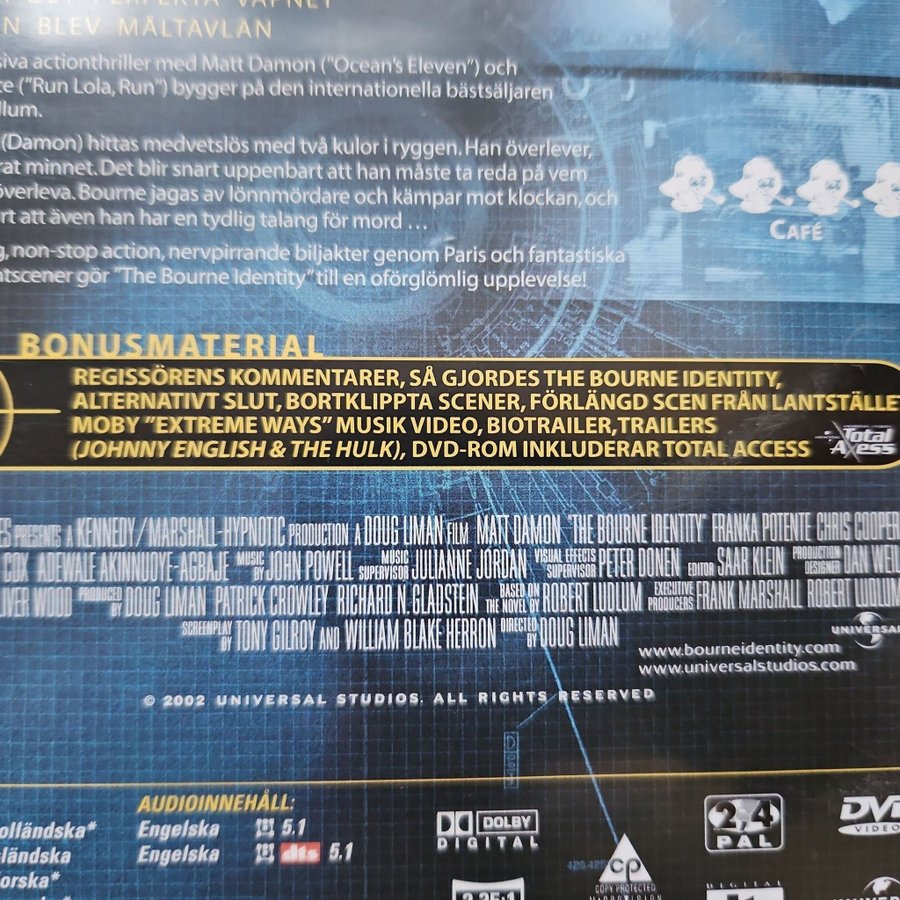 N BLEV MÅLTAVLAN
siva actionthriller med Matt Damon ("Ocean's Eleven") och
te ("Run Lola, Run") bygger på den internationella bästsäljaren
llum.
(Damon) hittas medvetslös med två kulor i ryggen. Han överlever,
rat minnet. Det blir snart uppenbart att han måste ta reda på vem
överleva. Bourne jagas av lönnmördare och kämpar mot klockan, och
rt att även han har en tydlig talang för mord ...
g, non-stop action, nervpirrande biljakter genom Paris och fantastiska
ntscener gör "The Bourne Identity" till en oförglömlig upplevelse!
CAFÉ
BONUSMATERIAL
REGISSÖRENS KOMMENTARER, SÅ GJORDES THE BOURNE IDENTITY,
ALTERNATIVT SLUT, BORTKLIPPTA SCENER, FÖRLÄNGD SCEN FRÅN LANTSTÄLLET
MOBY "EXTREME WAYS" MUSIK VIDEO, BIOTRAILER,TRAILERS
(JOHNNY ENGLISH & THE HULK), DVD-ROM INKLUDERAR TOTAL ACCESS
Total Axess
ES PRESENTS A KENNEDY/MARSHALL-HYPNOTIC PRODUCTION A DOUG LIMAN FILM MATT DAMON "THE BOURNE IDENTITY" FRANKA POTENTE CHRIS COOPER
COX ADEWALE AKINNUOYE-AGBAJE MUSIC BY JOHN POWELL MUSIC SUPERVISOR JULIANNE JORDAN VISUAL EFFECTS SUPERVISOR PETER DONEN EDITOR SAAR KLEIN PRODUCTION DESIGNER DAN WEIL
LIVER WOOD PRODUCED BY DOUG LIMAN PATRICK CROWLEY RICHARD N. GLADSTEIN BASED ON THE NOVEL BY ROBERT LUDLUM EXECUTIVE PRODUCERS FRANK MARSHALL ROBERT LUDLUM
SCREENPLAY BY TONY GILROY AND WILLIAM BLAKE HERRON DIRECTED BY DOUG LIMAN
UNIVERSAL
www.bourneidentity.com
www.universalstudios.com
© 2002 UNIVERSAL STUDIOS. ALL RIGHTS RESERVED
AUDIOINNEHÅLL:
olländska* Engelska 5.1
sländska Engelska dts 5.1
orska*
DOLBY
DIGITAL
2,4
PAL
DVD
VIDEO
cp
COPY PROTECTED
2.35:1
DIGITAL